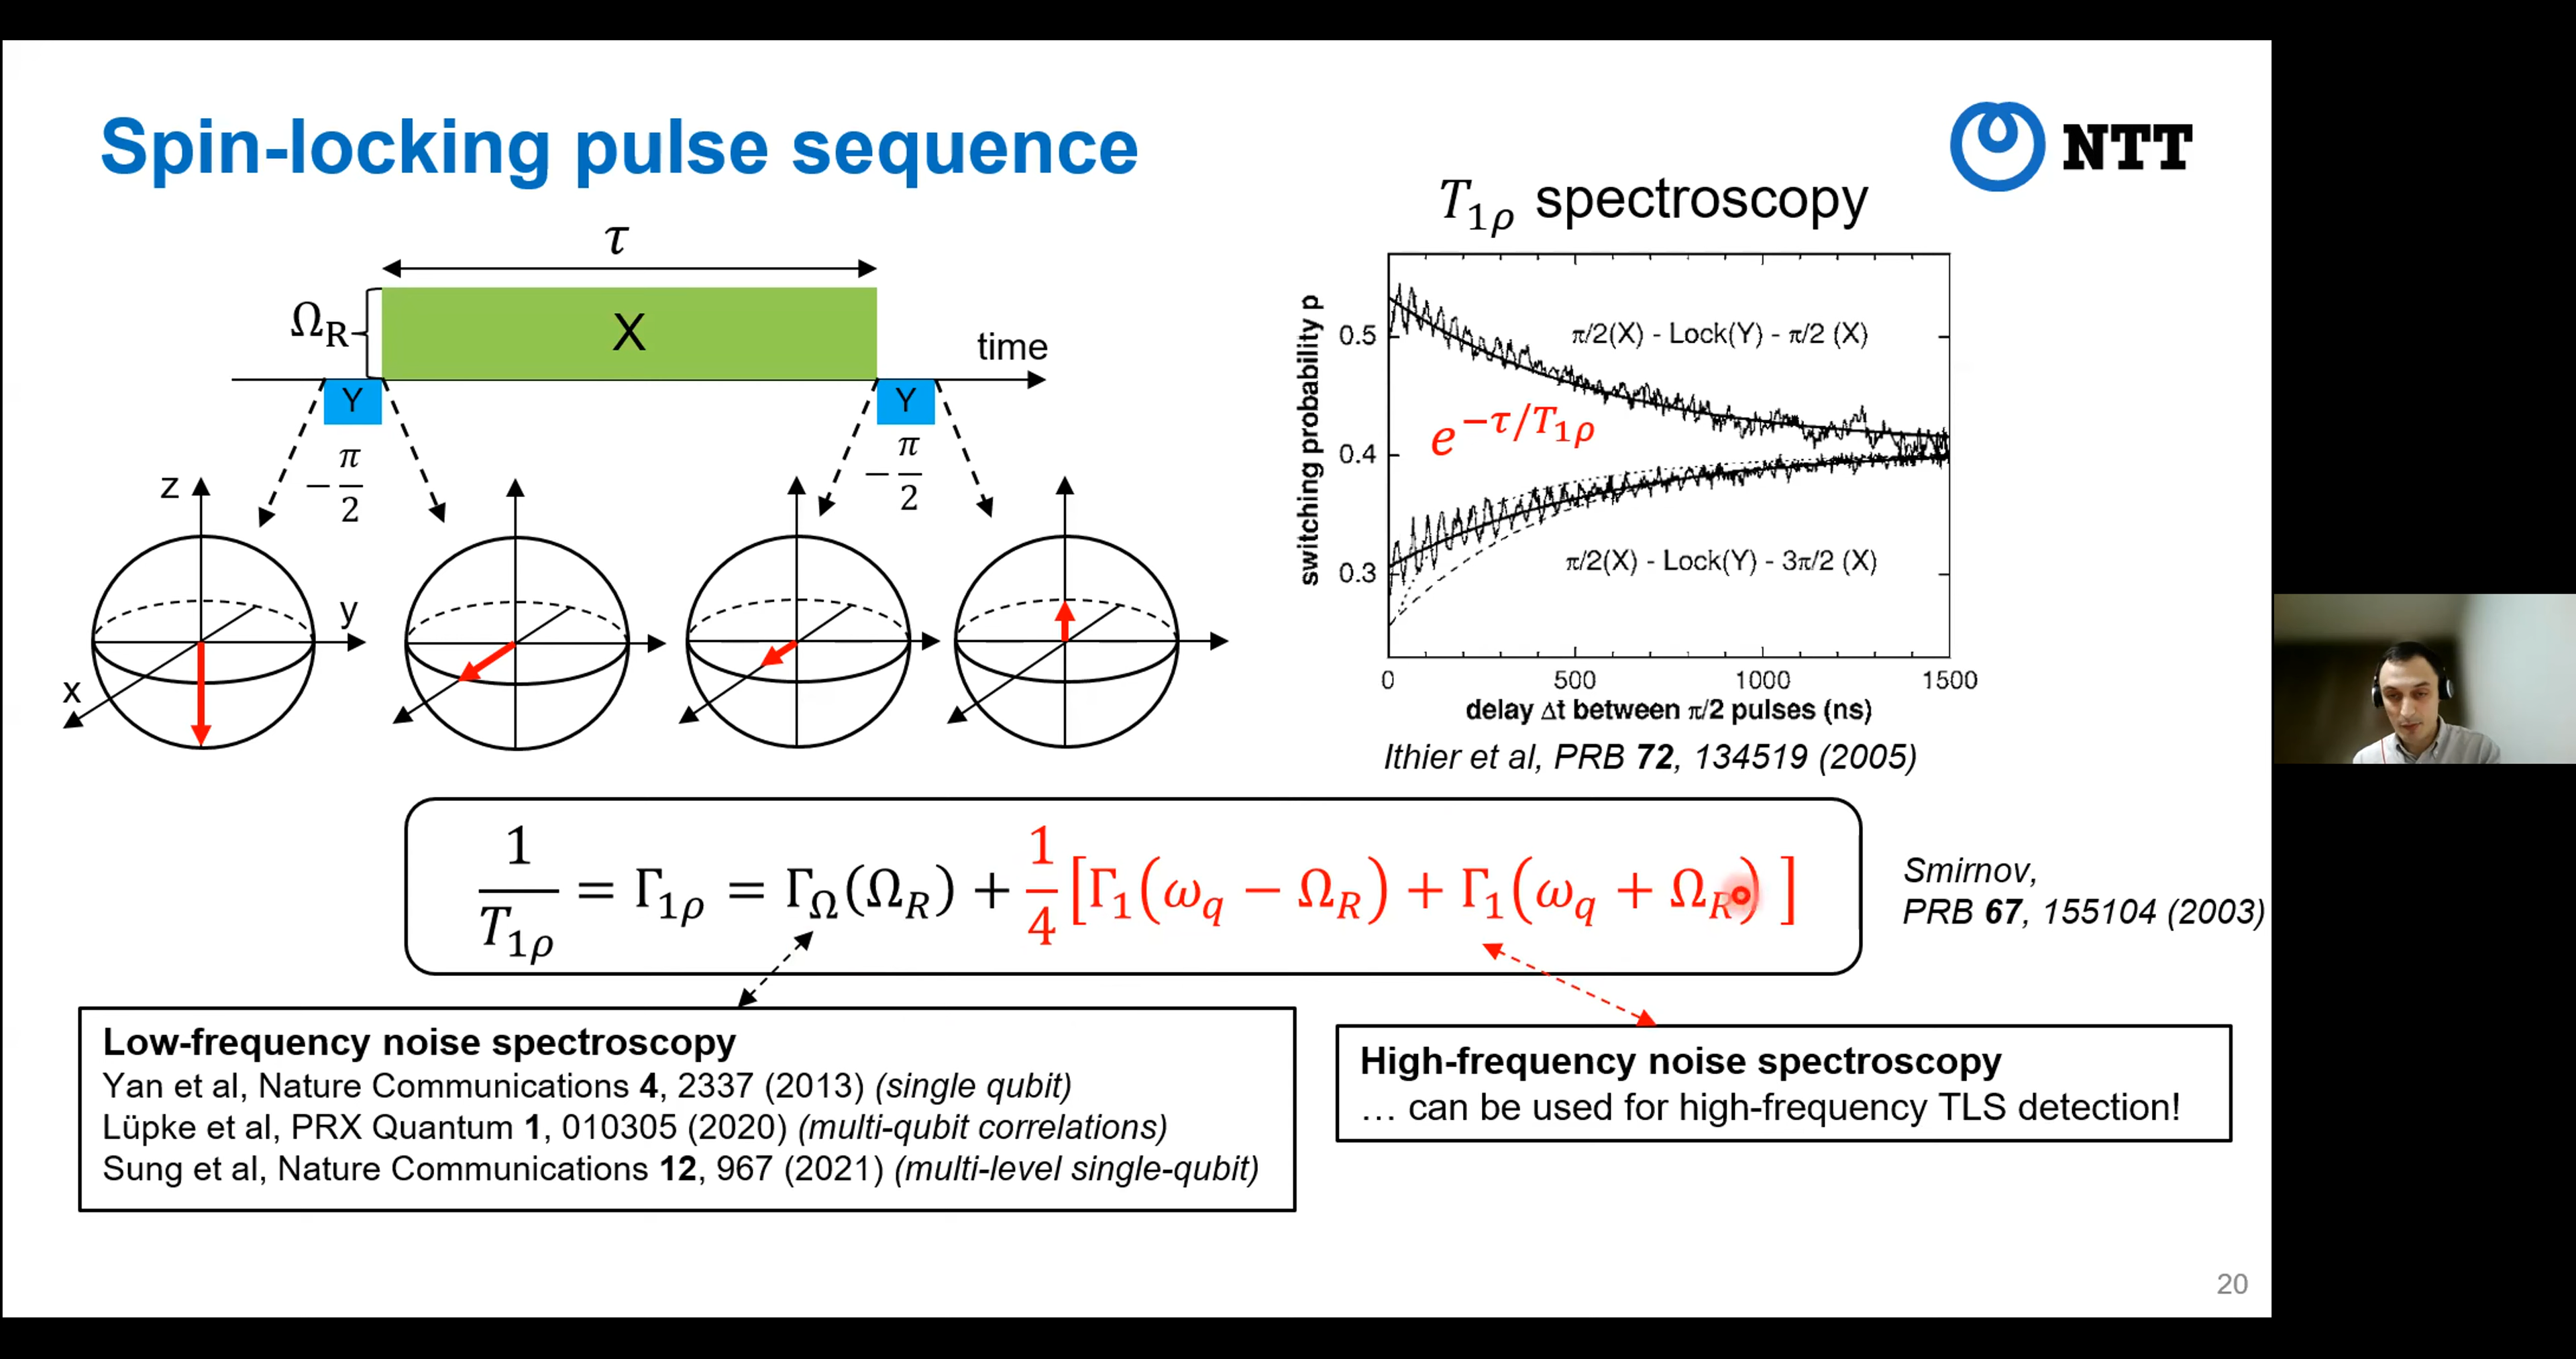 Spin-locking pulse sequence
NTT
τ
Ω_R
X
time
Y
Y
−π/2
−π/2
z
y
x
T_1ρ spectroscopy
switching probability p
0.5
0.4
0.3
π/2(X) - Lock(Y) - π/2 (X)
e^{−τ/T_1ρ}
π/2(X) - Lock(Y) - 3π/2 (X)
0 500 1000 1500
delay Δt between π/2 pulses (ns)
Ithier et al, PRB 72, 134519 (2005)
1/T_1ρ = Γ_1ρ = Γ_Ω(Ω_R) + 1/4 [Γ_1(ω_q − Ω_R) + Γ_1(ω_q + Ω_R) ]
Smirnov,
PRB 67, 155104 (2003)
Low-frequency noise spectroscopy
Yan et al, Nature Communications 4, 2337 (2013) (single qubit)
Lüpke et al, PRX Quantum 1, 010305 (2020) (multi-qubit correlations)
Sung et al, Nature Communications 12, 967 (2021) (multi-level single-qubit)
High-frequency noise spectroscopy
… can be used for high-frequency TLS detection!
20